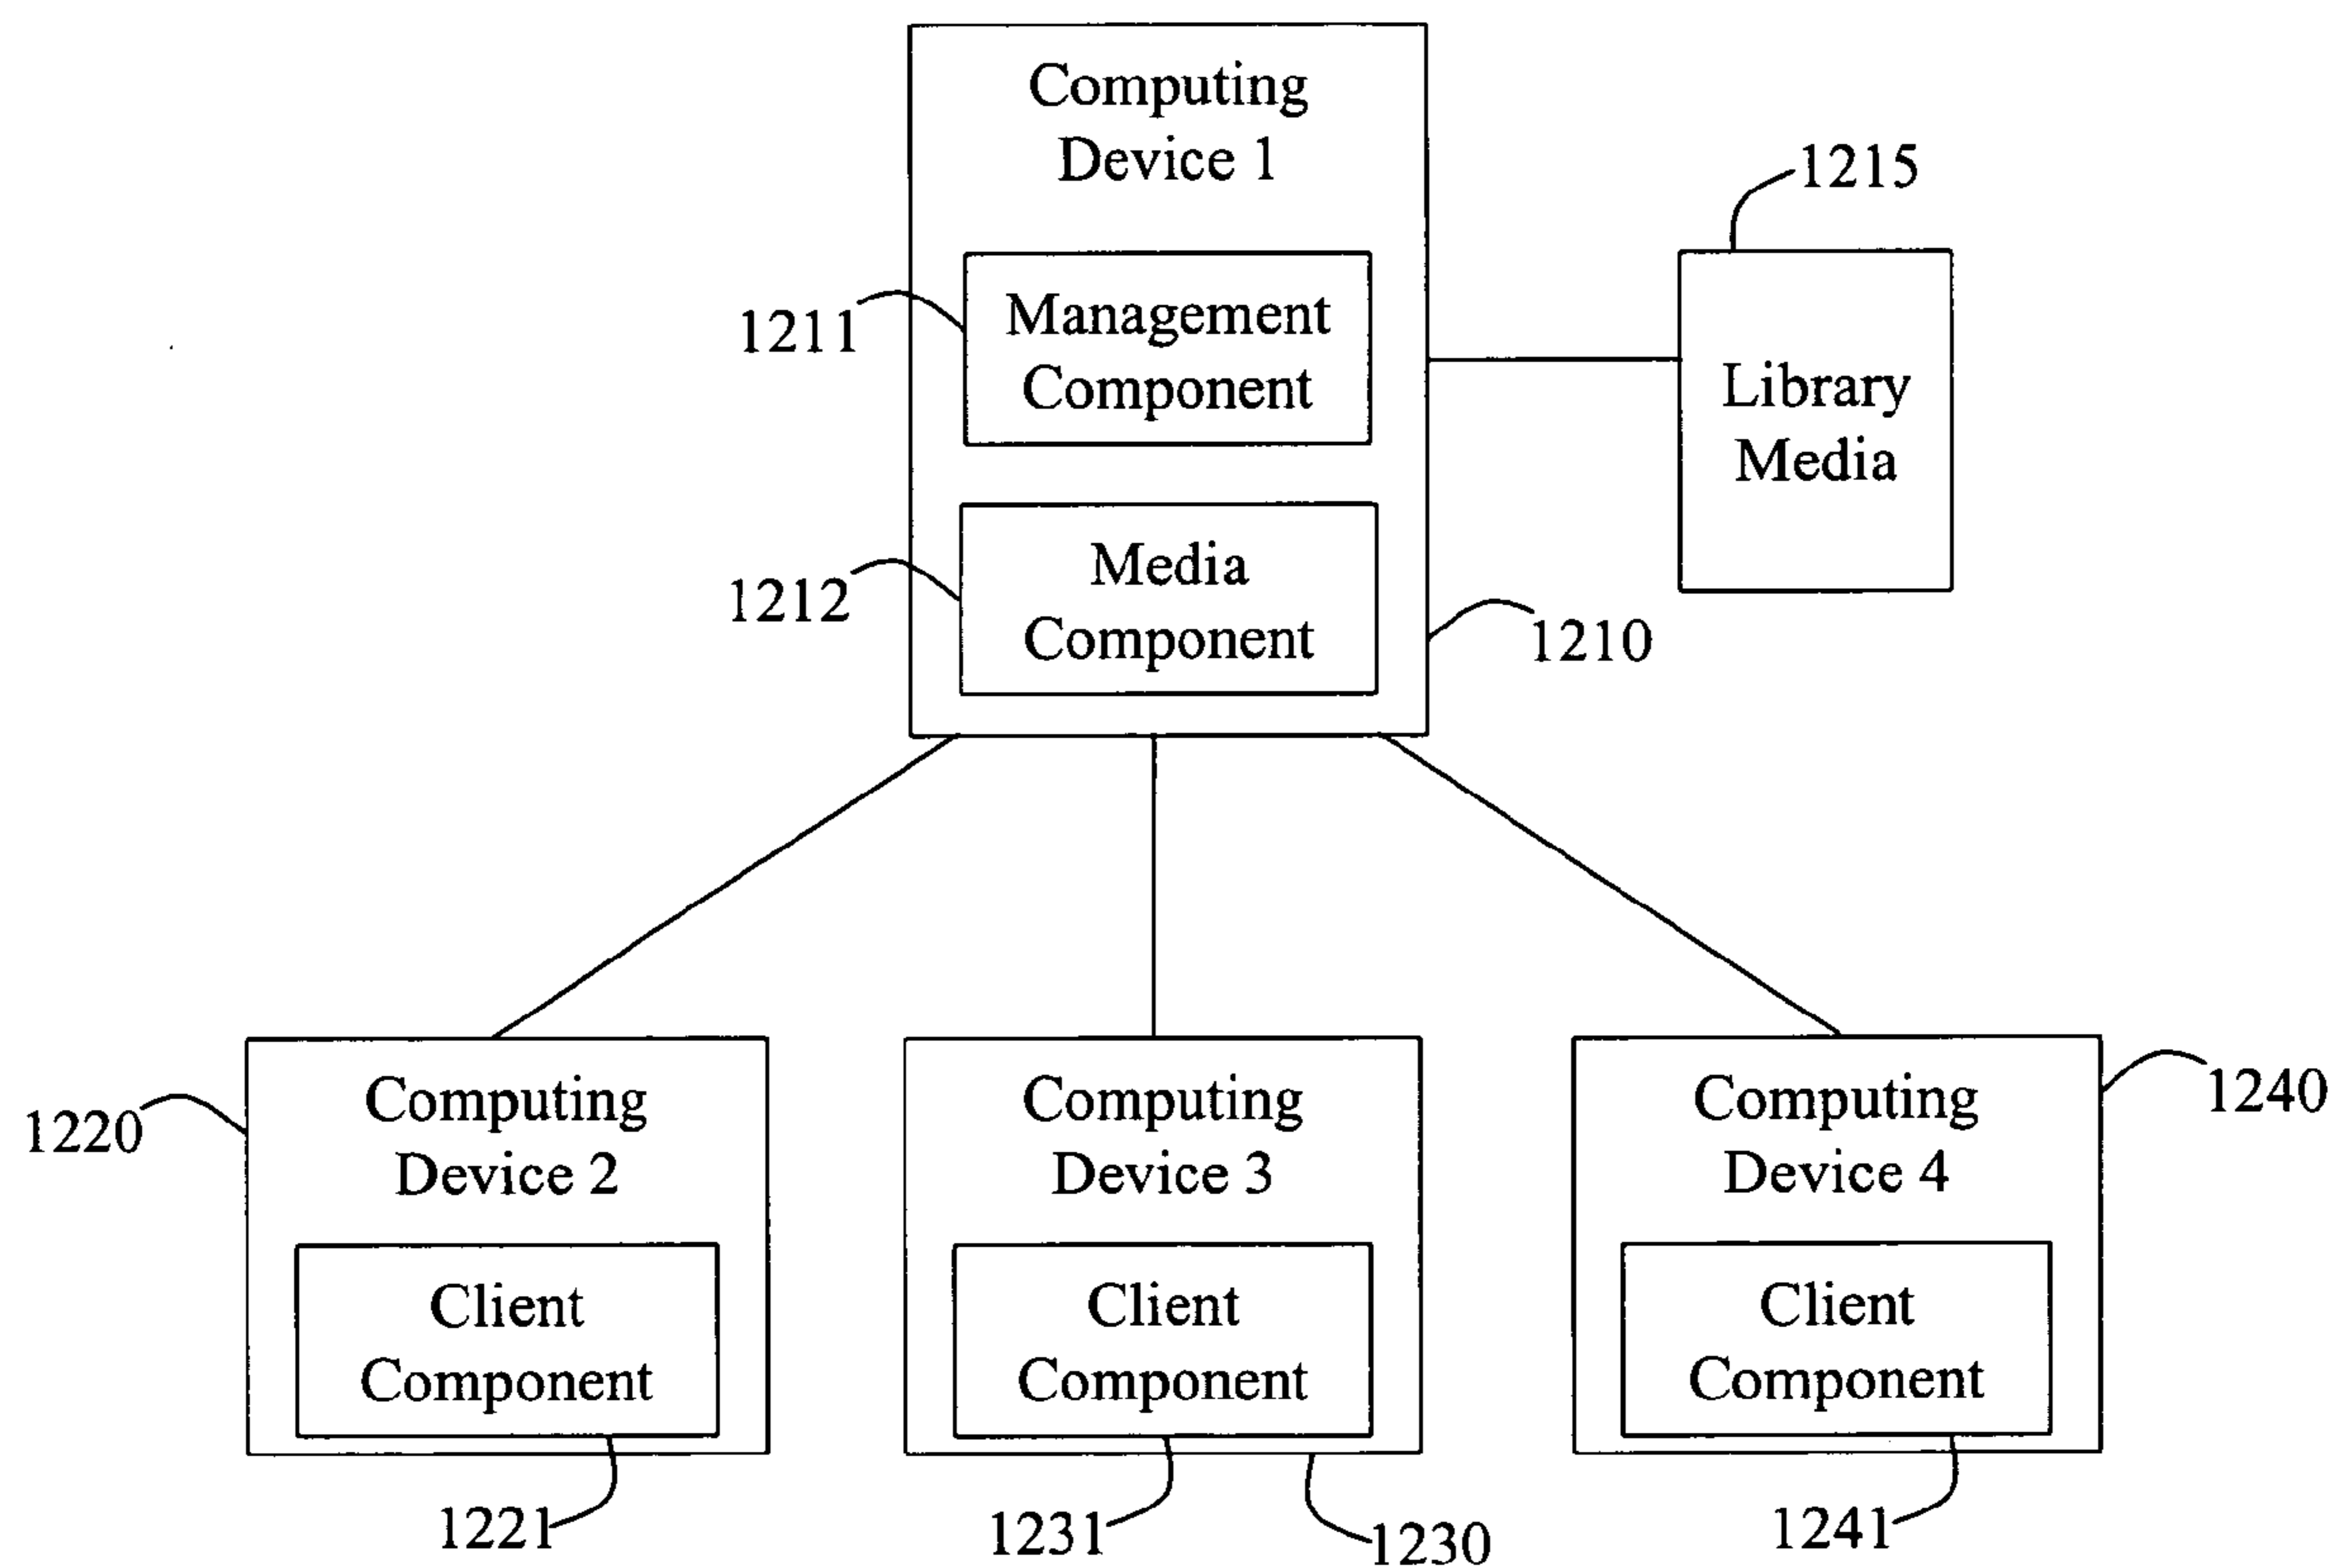 Computing
Device 1
1215
Management
Component
1211
Library
Media
Media
Component
1212
1210
Computing
Device 2
1220
Client
Component
1221
Computing
Device 3
Client
Component
1231
1230
Computing
Device 4
1240
Client
Component
1241